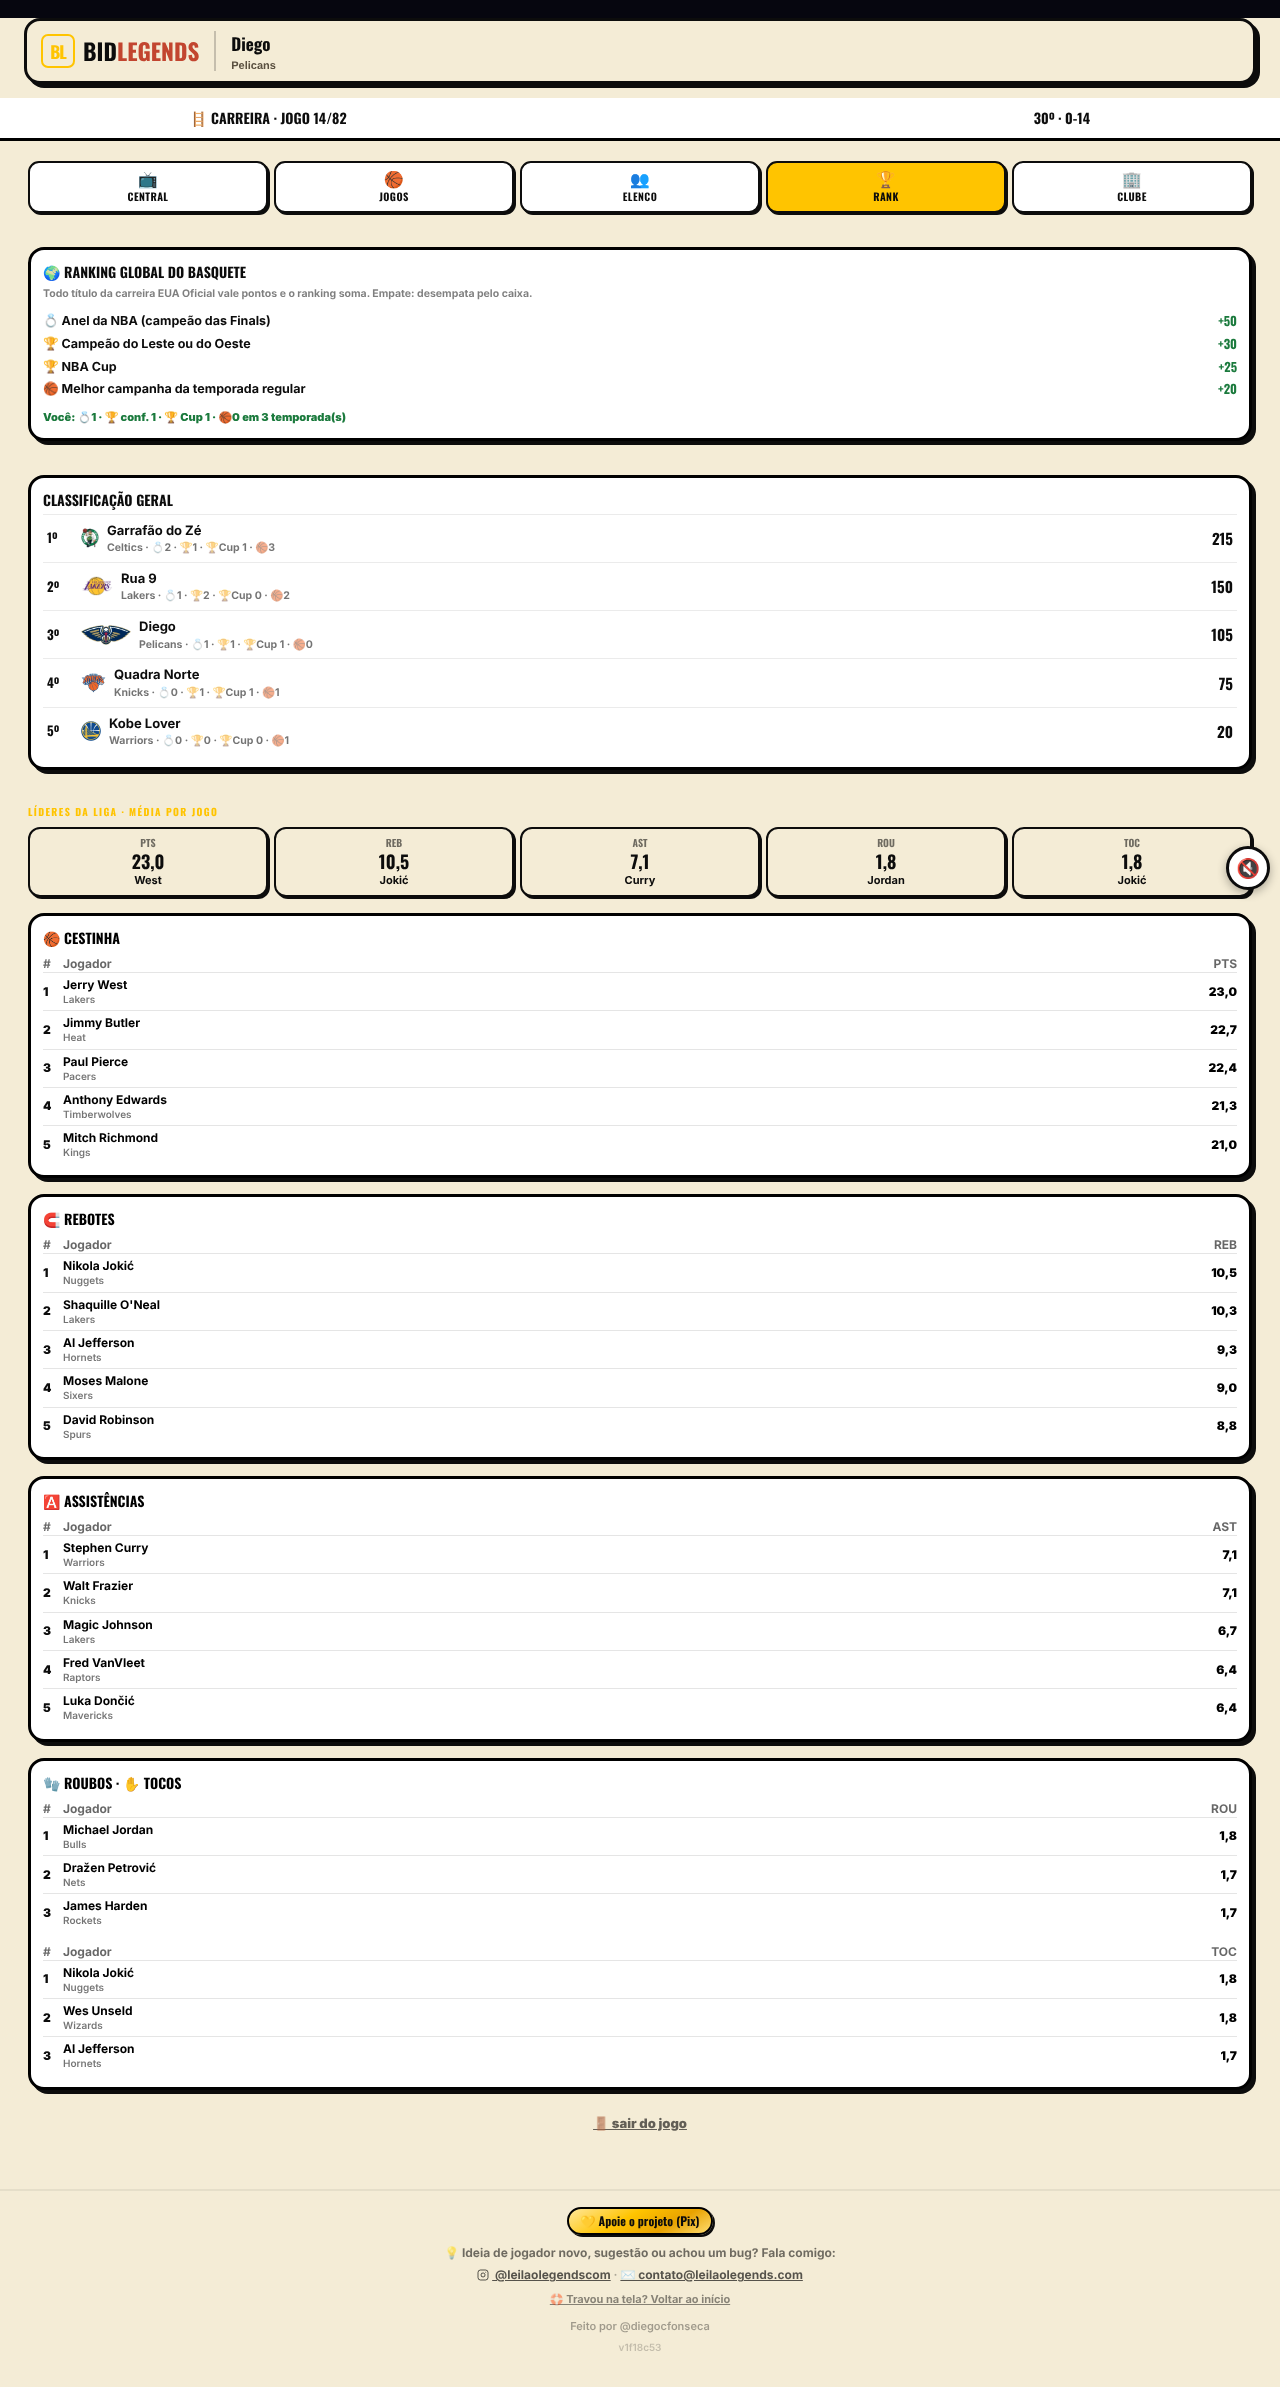 BL BIDLEGENDS
Diego
Pelicans
🪜 CARREIRA · JOGO 14/82
30º · 0-14
📺
CENTRAL
🏀
JOGOS
👥
ELENCO
🏆
RANK
🏢
CLUBE
🌍 RANKING GLOBAL DO BASQUETE
Todo título da carreira EUA Oficial vale pontos e o ranking soma. Empate: desempata pelo caixa.
💍 Anel da NBA (campeão das Finals) +50
🏆 Campeão do Leste ou do Oeste +30
🏆 NBA Cup +25
🏀 Melhor campanha da temporada regular +20
Você: 💍1 · 🏆 conf. 1 · 🏆 Cup 1 · 🏀0 em 3 temporada(s)
CLASSIFICAÇÃO GERAL
1º Garrafão do Zé 215
Celtics · 💍2 · 🏆1 · 🏆Cup 1 · 🏀3
2º Rua 9 150
Lakers · 💍1 · 🏆2 · 🏆Cup 0 · 🏀2
3º Diego 105
Pelicans · 💍1 · 🏆1 · 🏆Cup 1 · 🏀0
4º Quadra Norte 75
Knicks · 💍0 · 🏆1 · 🏆Cup 1 · 🏀1
5º Kobe Lover 20
Warriors · 💍0 · 🏆0 · 🏆Cup 0 · 🏀1
LÍDERES DA LIGA · MÉDIA POR JOGO
PTS
23,0
West
REB
10,5
Jokić
AST
7,1
Curry
ROU
1,8
Jordan
TOC
1,8
Jokić
🏀 CESTINHA
# Jogador PTS
1 Jerry West 23,0
Lakers
2 Jimmy Butler 22,7
Heat
3 Paul Pierce 22,4
Pacers
4 Anthony Edwards 21,3
Timberwolves
5 Mitch Richmond 21,0
Kings
🧲 REBOTES
# Jogador REB
1 Nikola Jokić 10,5
Nuggets
2 Shaquille O'Neal 10,3
Lakers
3 Al Jefferson 9,3
Hornets
4 Moses Malone 9,0
Sixers
5 David Robinson 8,8
Spurs
🅰️ ASSISTÊNCIAS
# Jogador AST
1 Stephen Curry 7,1
Warriors
2 Walt Frazier 7,1
Knicks
3 Magic Johnson 6,7
Lakers
4 Fred VanVleet 6,4
Raptors
5 Luka Dončić 6,4
Mavericks
🧤 ROUBOS · ✋ TOCOS
# Jogador ROU
1 Michael Jordan 1,8
Bulls
2 Dražen Petrović 1,7
Nets
3 James Harden 1,7
Rockets
# Jogador TOC
1 Nikola Jokić 1,8
Nuggets
2 Wes Unseld 1,8
Wizards
3 Al Jefferson 1,7
Hornets
🚪 sair do jogo
💛 Apoie o projeto (Pix)
💡 Ideia de jogador novo, sugestão ou achou um bug? Fala comigo:
@leilaolegendscom · ✉️ contato@leilaolegends.com
🛟 Travou na tela? Voltar ao início
Feito por @diegocfonseca
v1f18c53